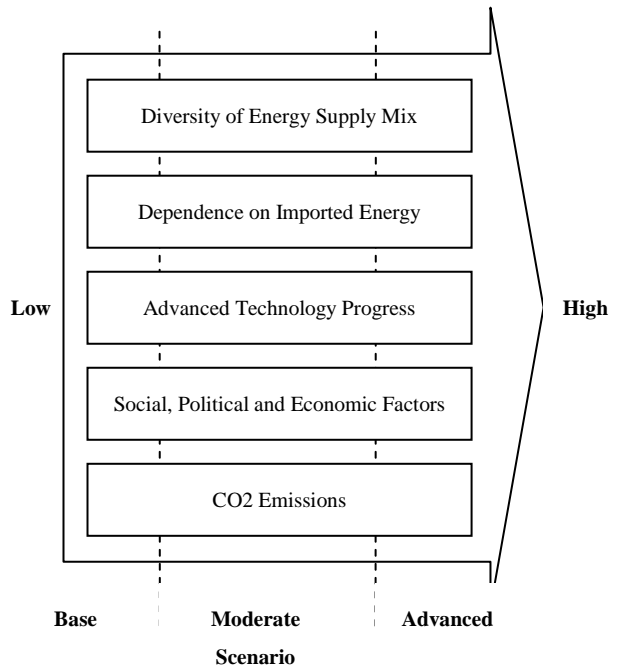 Diversity of Energy Supply Mix
Dependence on Imported Energy
Low
Advanced Technology Progress
High
Social, Political and Economic Factors
CO2 Emissions
Base
Moderate
Advanced
Scenario